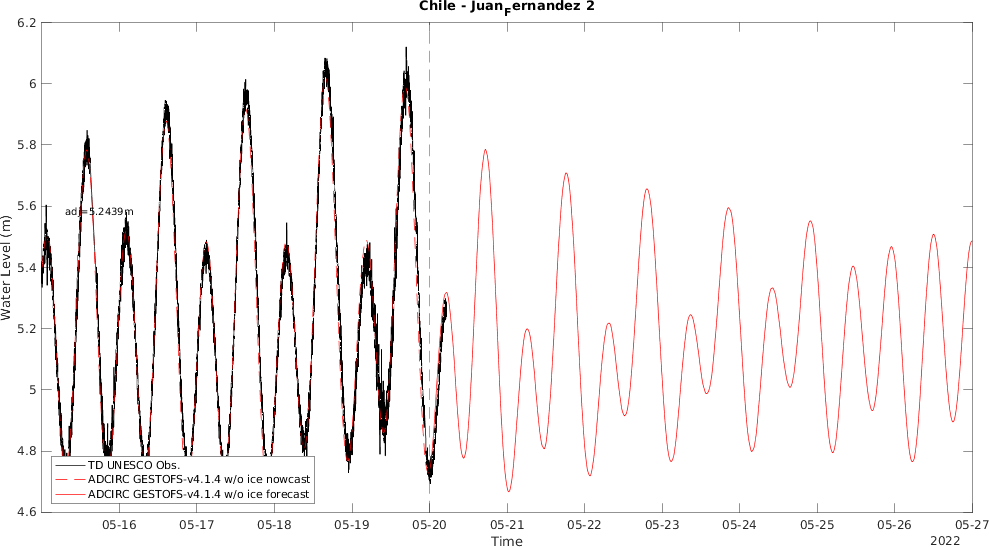 Chile - Juan_Fernandez 2
6.2
6
5.8
5.6
5.4
5.2
5
4.8
4.6
Water Level (m)
adj=5.2439m
TD UNESCO Obs.
ADCIRC GESTOFS-v4.1.4 w/o ice nowcast
ADCIRC GESTOFS-v4.1.4 w/o ice forecast
05-16 05-17 05-18 05-19 05-20 05-21 05-22 05-23 05-24 05-25 05-26 05-27
Time
2022